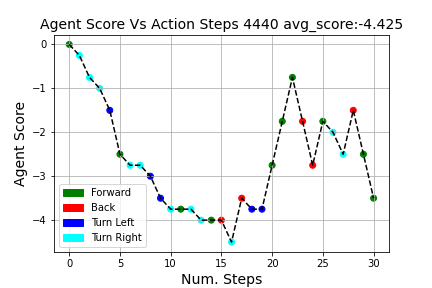 Agent Score Vs Action Steps 4440 avg_score:-4.425
Agent Score
0
−1
−2
−3
−4
Forward
Back
Turn Left
Turn Right
0 5 10 15 20 25 30
Num. Steps